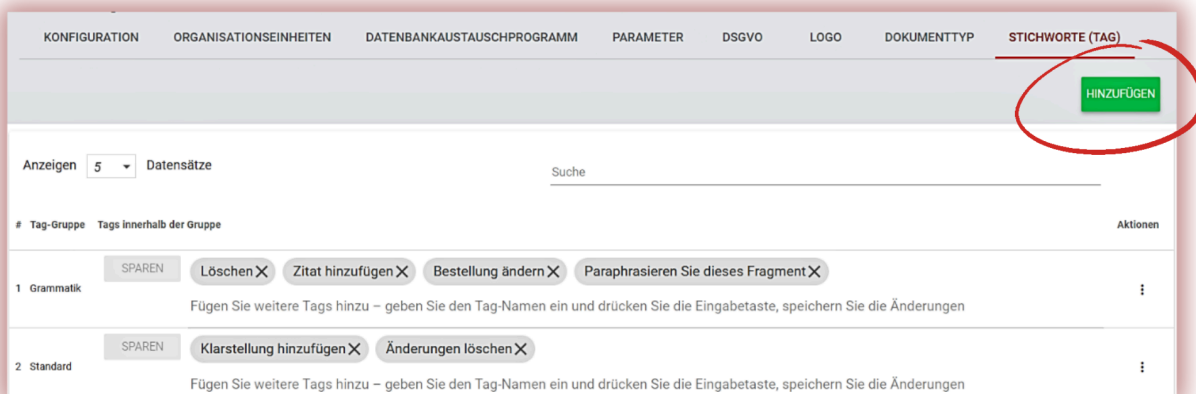 KONFIGURATION ORGANISATIONSEINHEITEN DATENBANKAUSTAUSCHPROGRAMM PARAMETER DSGVO LOGO DOKUMENTTYP STICHWORTE (TAG)
HINZUFÜGEN
Anzeigen 5 Datensätze
Suche
# Tag-Gruppe Tags innerhalb der Gruppe Aktionen
SPAREN Löschen Zitat hinzufügen Bestellung ändern Paraphrasieren Sie dieses Fragment
1 Grammatik
Fügen Sie weitere Tags hinzu – geben Sie den Tag-Namen ein und drücken Sie die Eingabetaste, speichern Sie die Änderungen
SPAREN Klarstellung hinzufügen Änderungen löschen
2 Standard
Fügen Sie weitere Tags hinzu – geben Sie den Tag-Namen ein und drücken Sie die Eingabetaste, speichern Sie die Änderungen